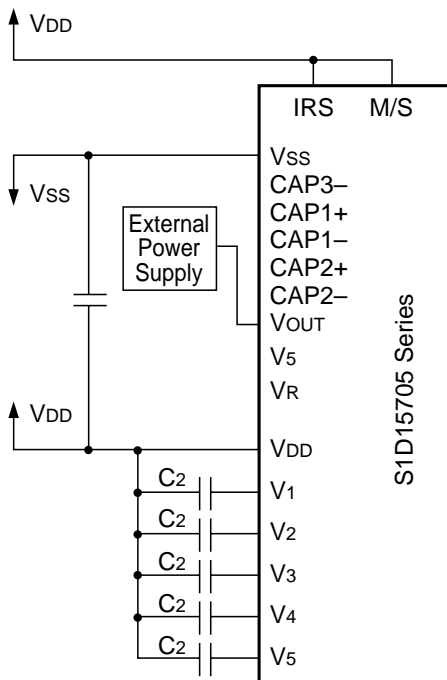 VDD
IRS M/S
VSS
VSS
CAP3–
CAP1+
CAP1–
CAP2+
CAP2–
External
Power
Supply
VOUT
V5
VR
S1D15705 Series
VDD
VDD
C2
V1
C2
V2
C2
V3
C2
V4
C2
V5